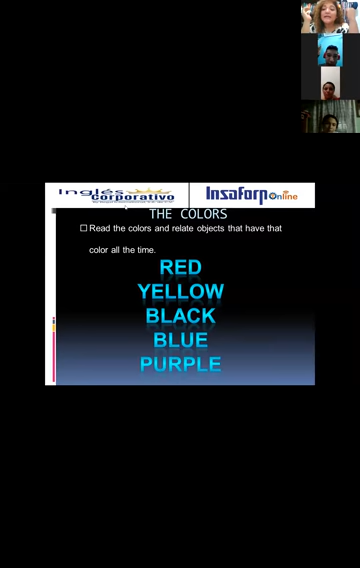 Inglés
Corporativo
Insaforp Online
THE COLORS
Read the colors and relate objects that have that
color all the time.
RED
YELLOW
BLACK
BLUE
PURPLE